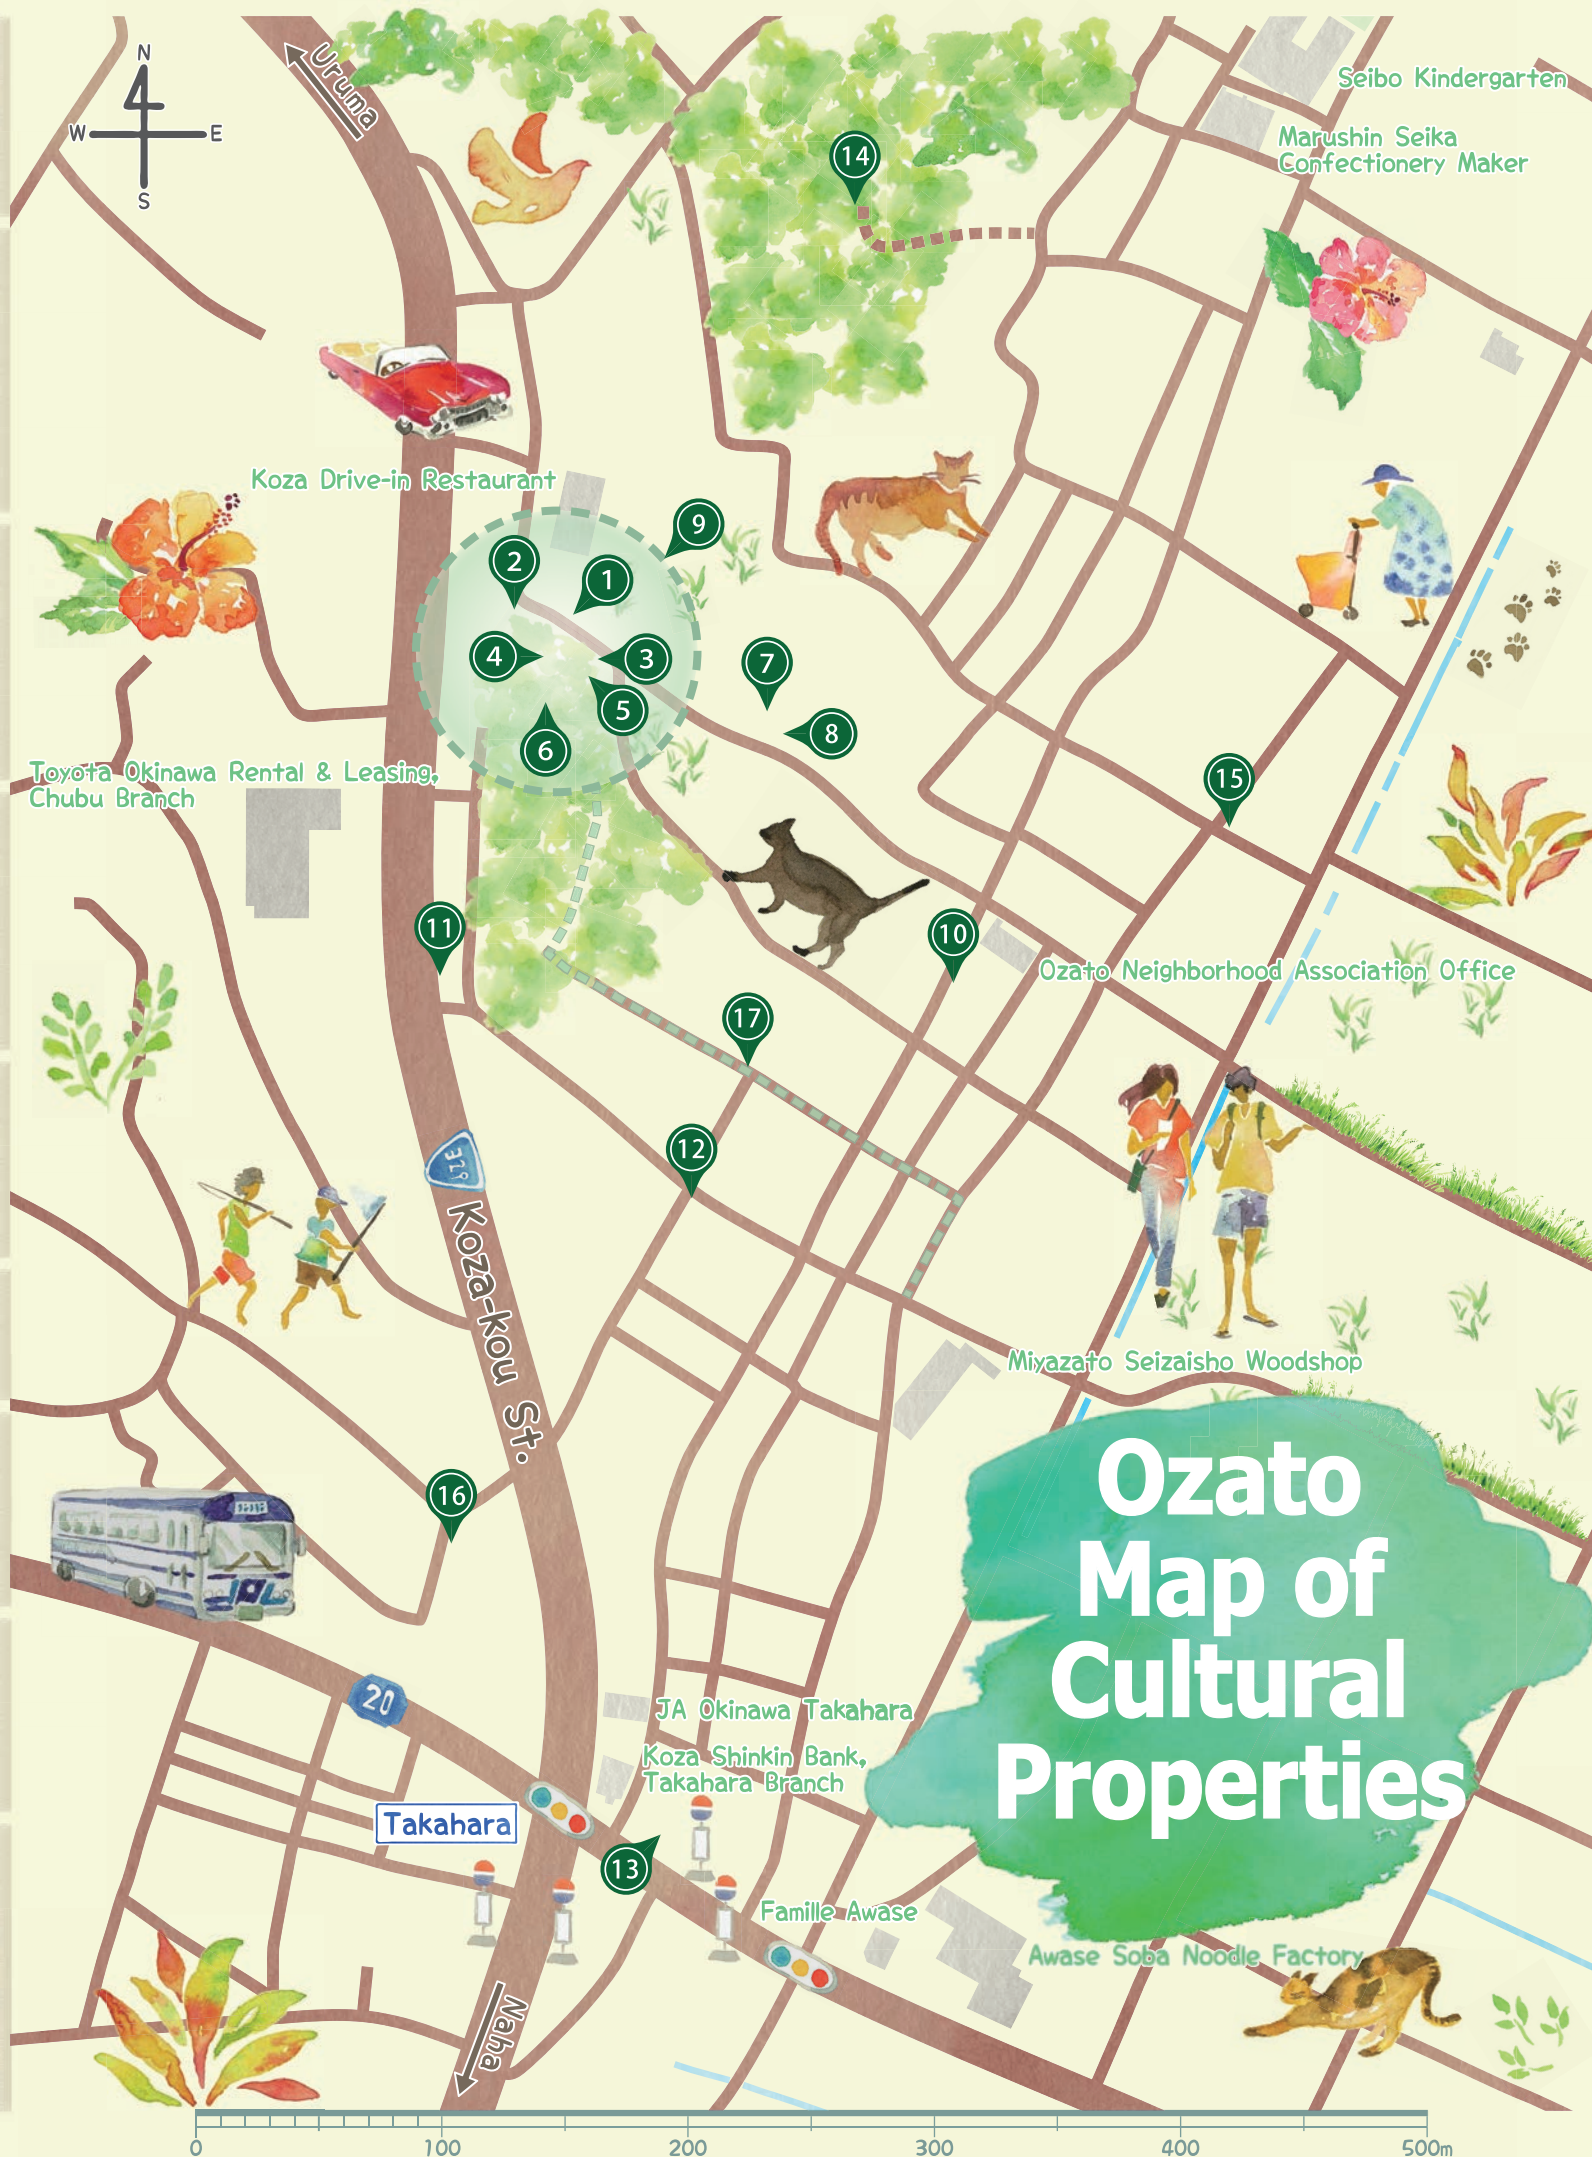 N
W E
S
Uruma
Seibo Kindergarten
Marushin Seika
Confectionery Maker
14
Koza Drive-in Restaurant
9
2
1
4
3
7
5
8
6
Toyota Okinawa Rental & Leasing,
Chubu Branch
15
11
10
Ozato Neighborhood Association Office
17
12
329
Koza-kou St.
Miyazato Seizaisho Woodshop
16
Ozato
Map of
Cultural
Properties
20
JA Okinawa Takahara
Koza Shinkin Bank,
Takahara Branch
Takahara
13
Famille Awase
Awase Soba Noodle Factory
Naha
0 100 200 300 400 500m